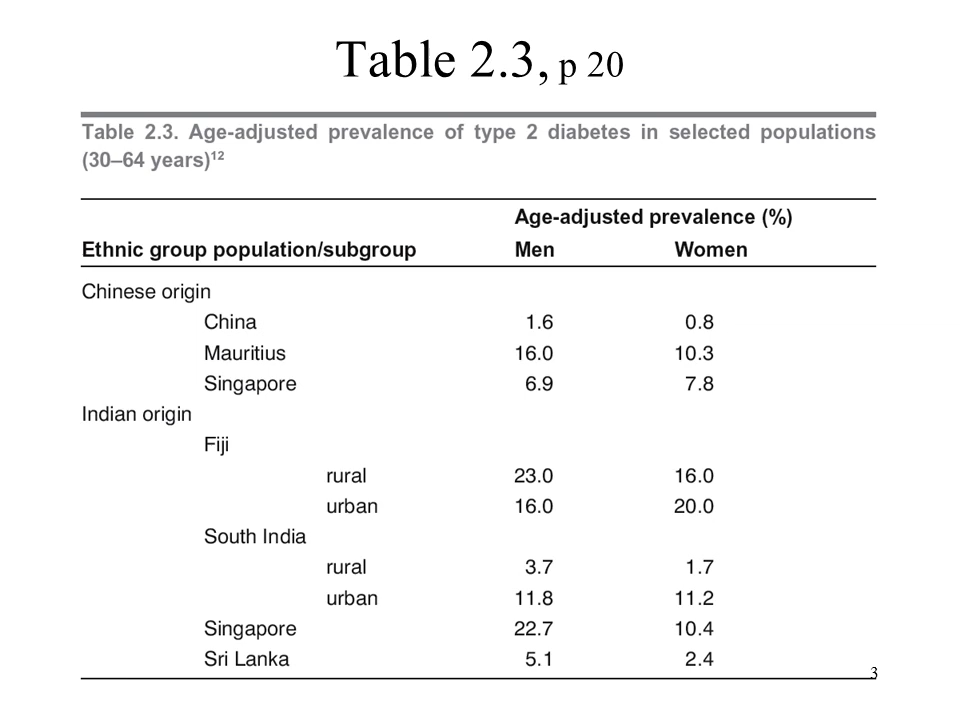 Table 2.3, p 20
Table 2.3. Age-adjusted prevalence of type 2 diabetes in selected populations
(30–64 years)¹²
Age-adjusted prevalence (%)
Ethnic group population/subgroup Men Women
Chinese origin
China 1.6 0.8
Mauritius 16.0 10.3
Singapore 6.9 7.8
Indian origin
Fiji
rural 23.0 16.0
urban 16.0 20.0
South India
rural 3.7 1.7
urban 11.8 11.2
Singapore 22.7 10.4
Sri Lanka 5.1 2.4
3